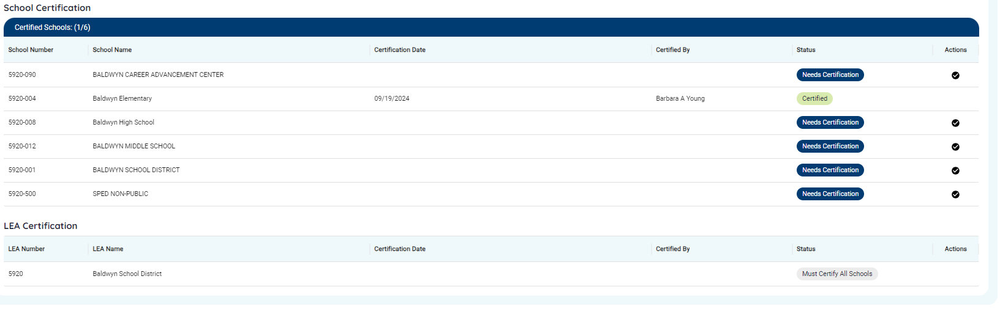 School Certification
Certified Schools: (1/6)
School Number School Name Certification Date Certified By Status Actions
5920-090 BALDWYN CAREER ADVANCEMENT CENTER Needs Certification
5920-004 Baldwyn Elementary 09/19/2024 Barbara A Young Certified
5920-008 Baldwyn High School Needs Certification
5920-012 BALDWYN MIDDLE SCHOOL Needs Certification
5920-001 BALDWYN SCHOOL DISTRICT Needs Certification
5920-500 SPED NON-PUBLIC Needs Certification
LEA Certification
LEA Number LEA Name Certification Date Certified By Status Actions
5920 Baldwyn School District Must Certify All Schools